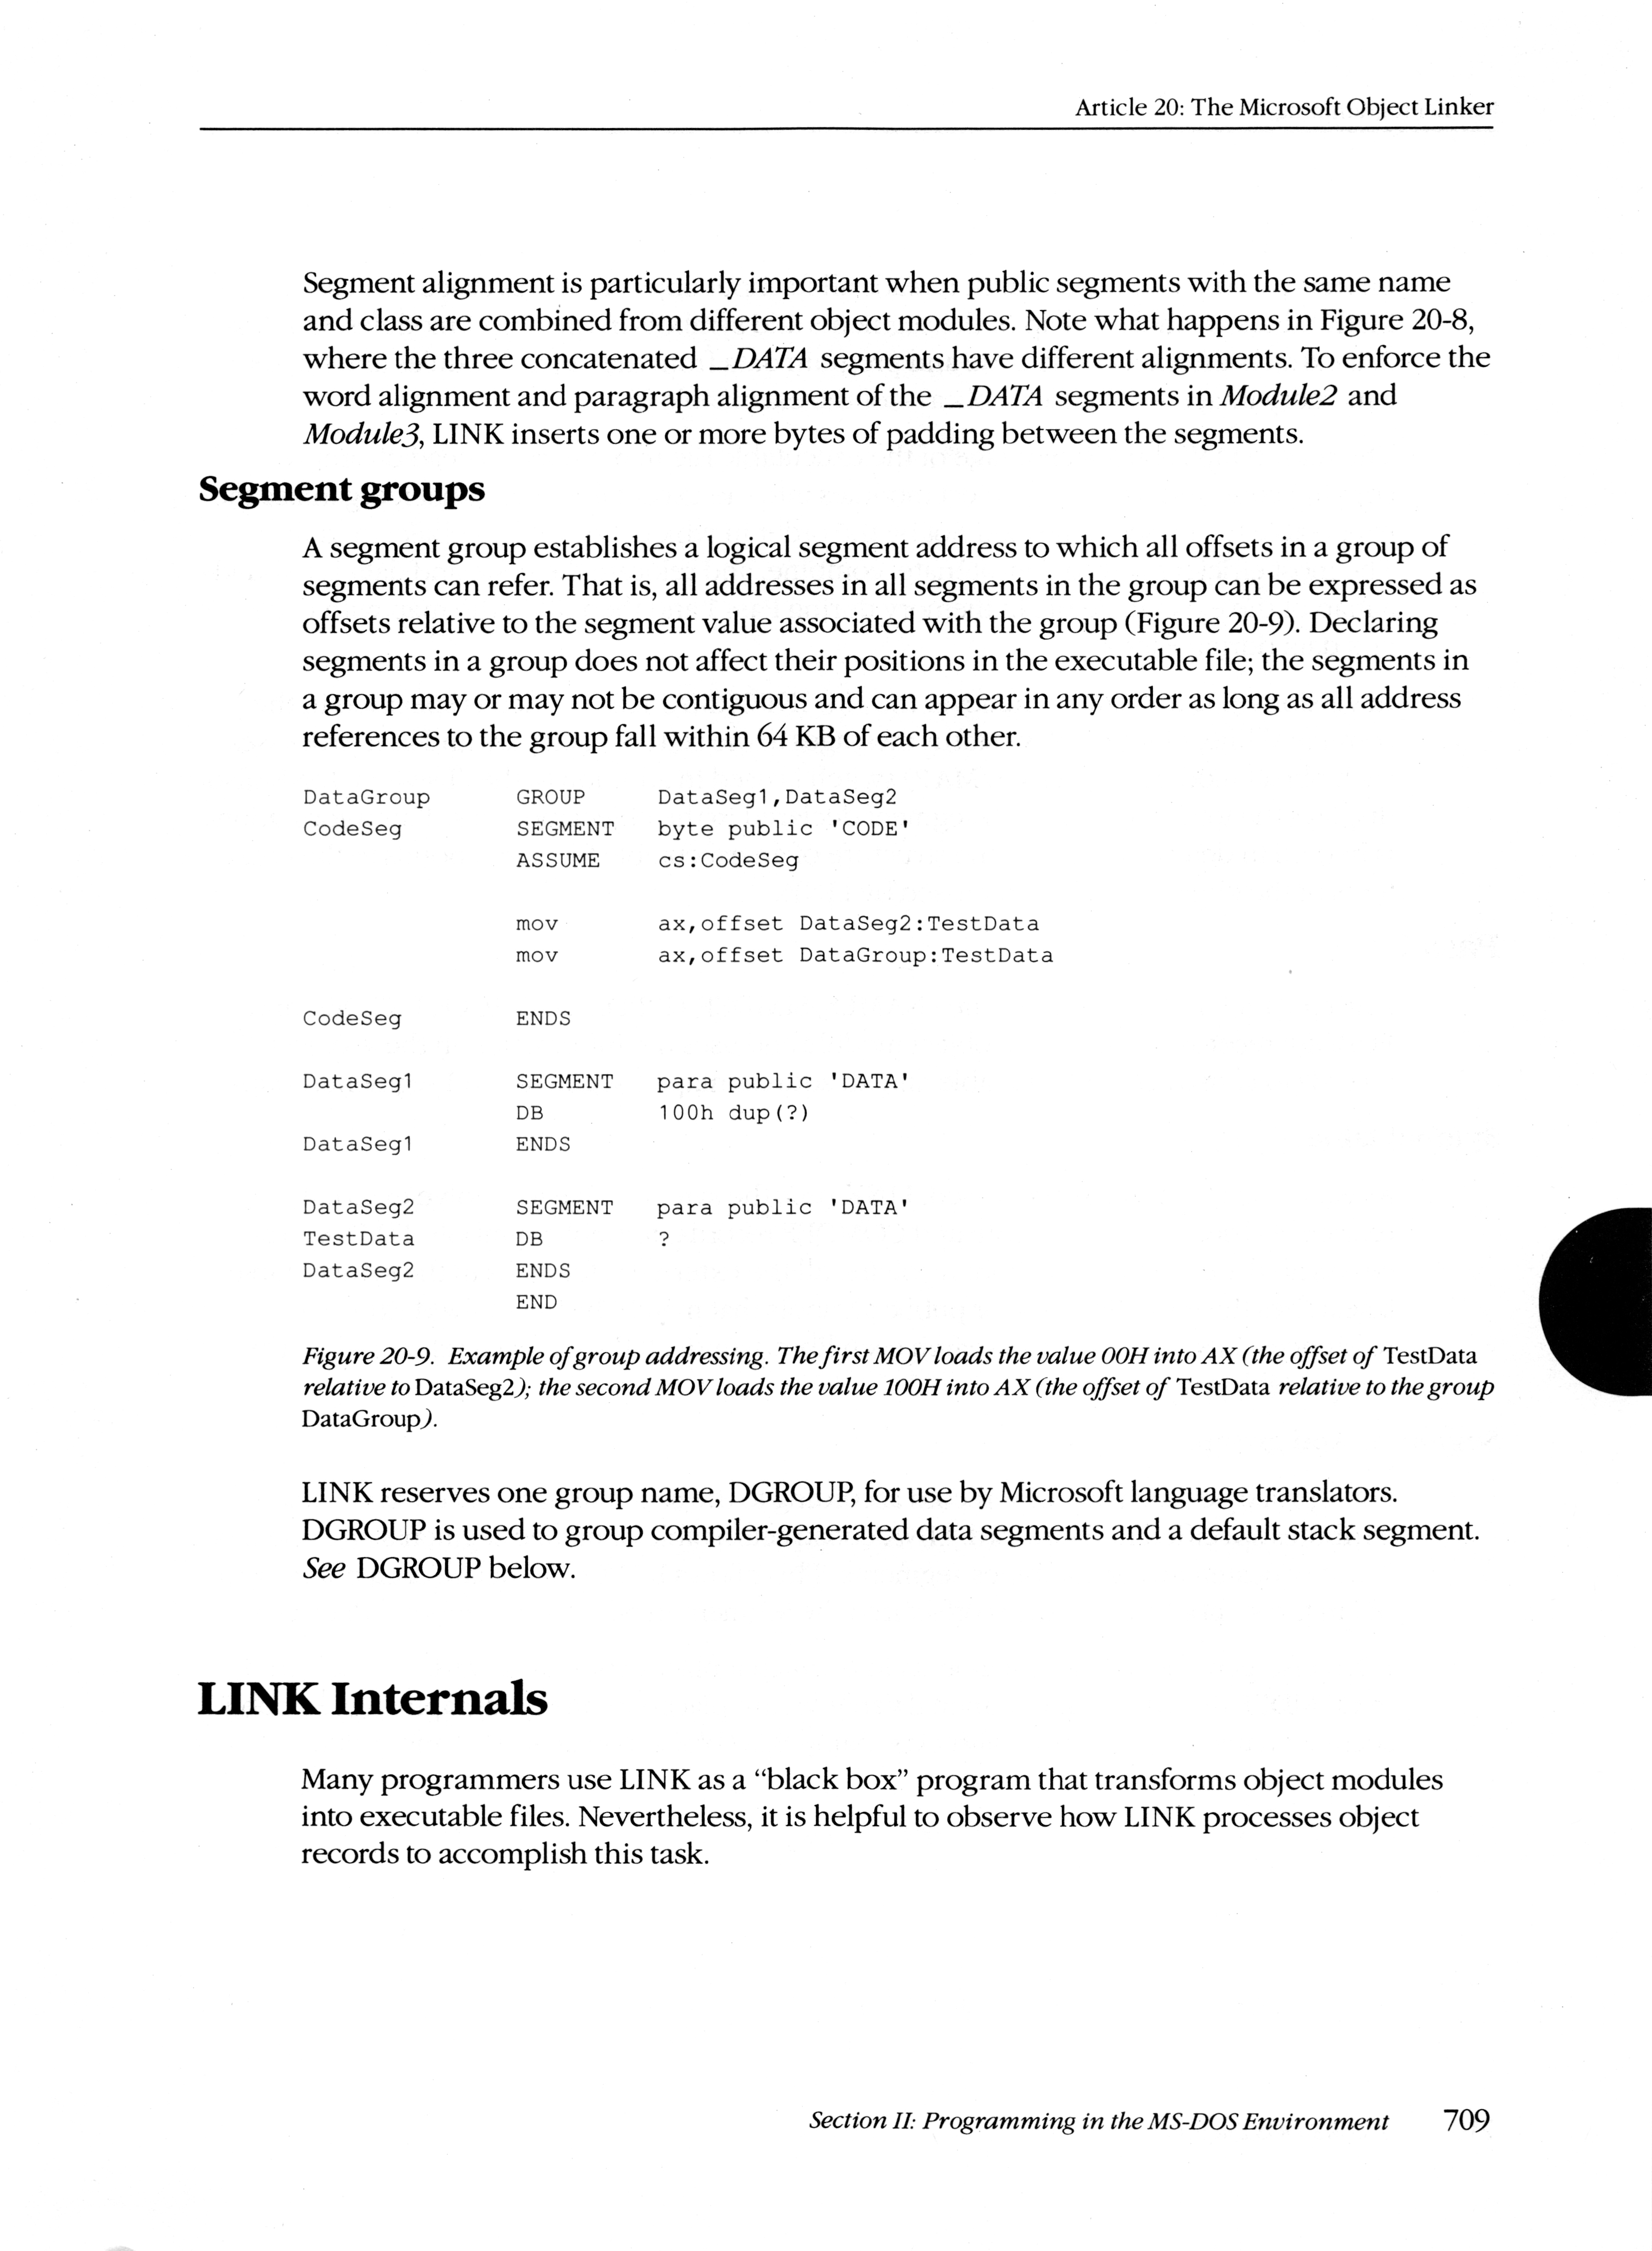 Article 20: The Microsoft Object Linker
Segment alignment is particularly important when public segments with the same name
and class are combined from different object modules. Note what happens in Figure 20-8,
where the three concatenated _DATA segments have different alignments. To enforce the
word alignment and paragraph alignment of the _DATA segments in Module2 and
Module3, LINK inserts one or more bytes of padding between the segments.
Segment groups
A segment group establishes a logical segment address to which all offsets in a group of
segments can refer. That is, all addresses in all segments in the group can be expressed as
offsets relative to the segment value associated with the group (Figure 20-9). Declaring
segments in a group does not affect their positions in the executable file; the segments in
a group may or may not be contiguous and can appear in any order as long as all address
references to the group fall within 64 KB of each other.
DataGroup GROUP DataSeg1,DataSeg2
CodeSeg SEGMENT byte public 'CODE'
ASSUME cs:CodeSeg
mov ax,offset DataSeg2:TestData
mov ax,offset DataGroup:TestData
CodeSeg ENDS
DataSeg1 SEGMENT para public 'DATA'
DB 100h dup(?)
DataSeg1 ENDS
DataSeg2 SEGMENT para public 'DATA'
TestData DB ?
DataSeg2 ENDS
END
Figure 20-9. Example of group addressing. The first MOV loads the value 00H into AX (the offset of TestData
relative to DataSeg2); the second MOV loads the value 100H into AX (the offset of TestData relative to the group
DataGroup).
LINK reserves one group name, DGROUP, for use by Microsoft language translators.
DGROUP is used to group compiler-generated data segments and a default stack segment.
See DGROUP below.
LINK Internals
Many programmers use LINK as a “black box” program that transforms object modules
into executable files. Nevertheless, it is helpful to observe how LINK processes object
records to accomplish this task.
Section II: Programming in the MS-DOS Environment 709